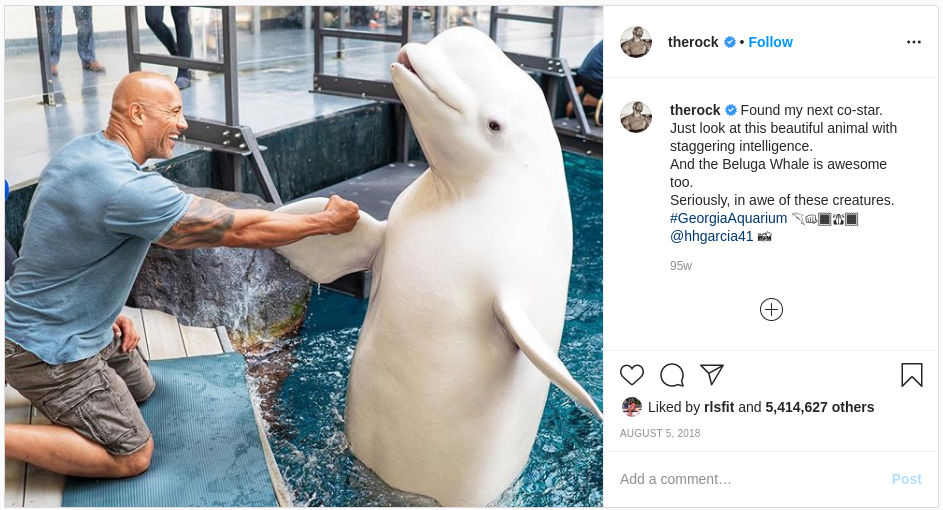 therock • Follow
therock Found my next co-star.
Just look at this beautiful animal with
staggering intelligence.
And the Beluga Whale is awesome
too.
Seriously, in awe of these creatures.
#GeorgiaAquarium
@hhgarcia41
95w
Liked by rlsfit and 5,414,627 others
AUGUST 5, 2018
Add a comment… Post